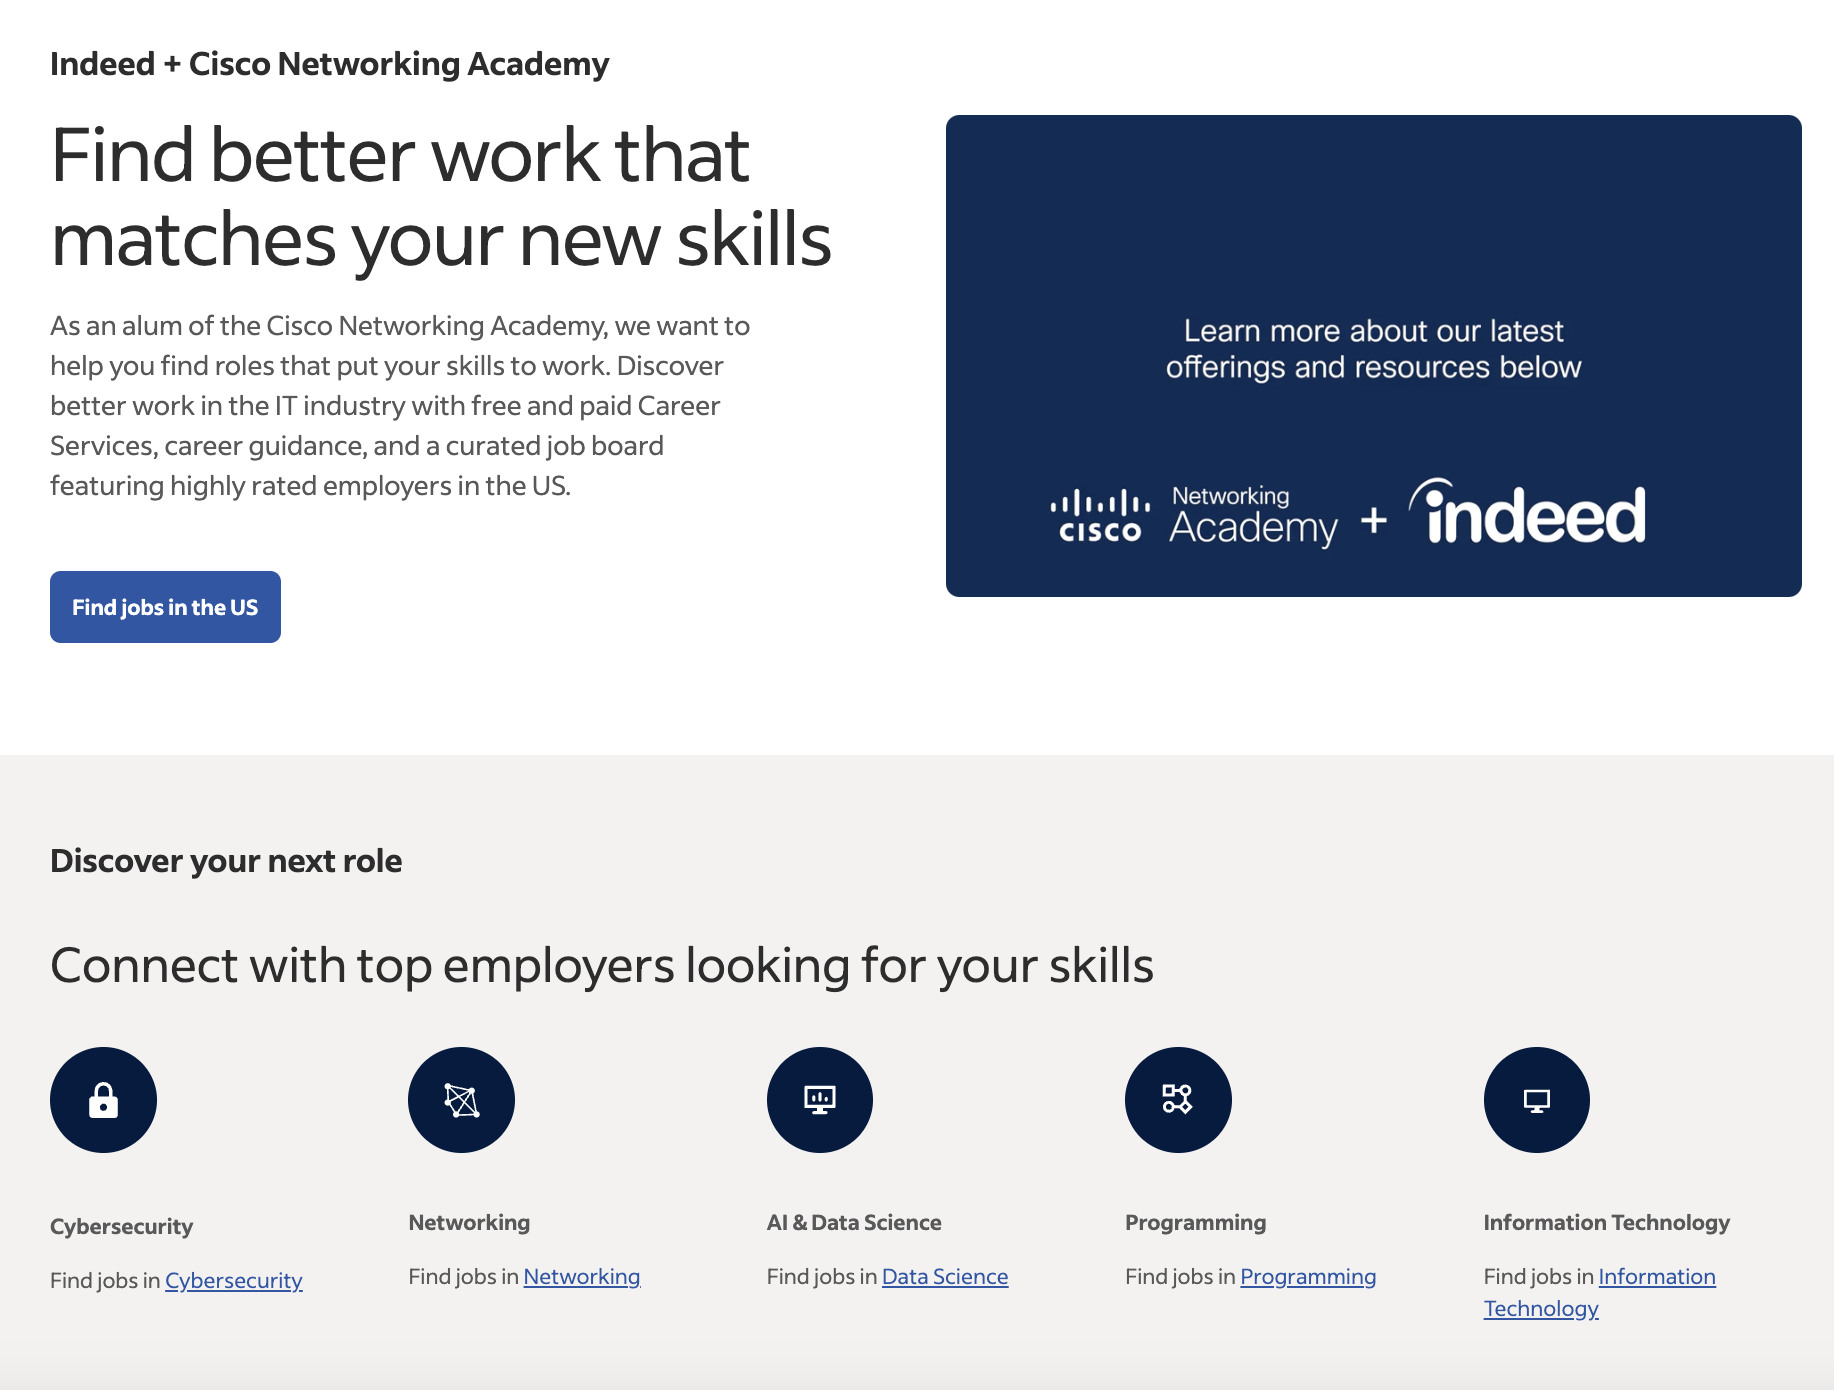 Indeed + Cisco Networking Academy
Find better work that
matches your new skills
As an alum of the Cisco Networking Academy, we want to
help you find roles that put your skills to work. Discover
better work in the IT industry with free and paid Career
Services, career guidance, and a curated job board
featuring highly rated employers in the US.
Find jobs in the US
Learn more about our latest
offerings and resources below
CISCO Networking Academy + indeed
Discover your next role
Connect with top employers looking for your skills
Cybersecurity
Find jobs in Cybersecurity
Networking
Find jobs in Networking
AI & Data Science
Find jobs in Data Science
Programming
Find jobs in Programming
Information Technology
Find jobs in Information
Technology